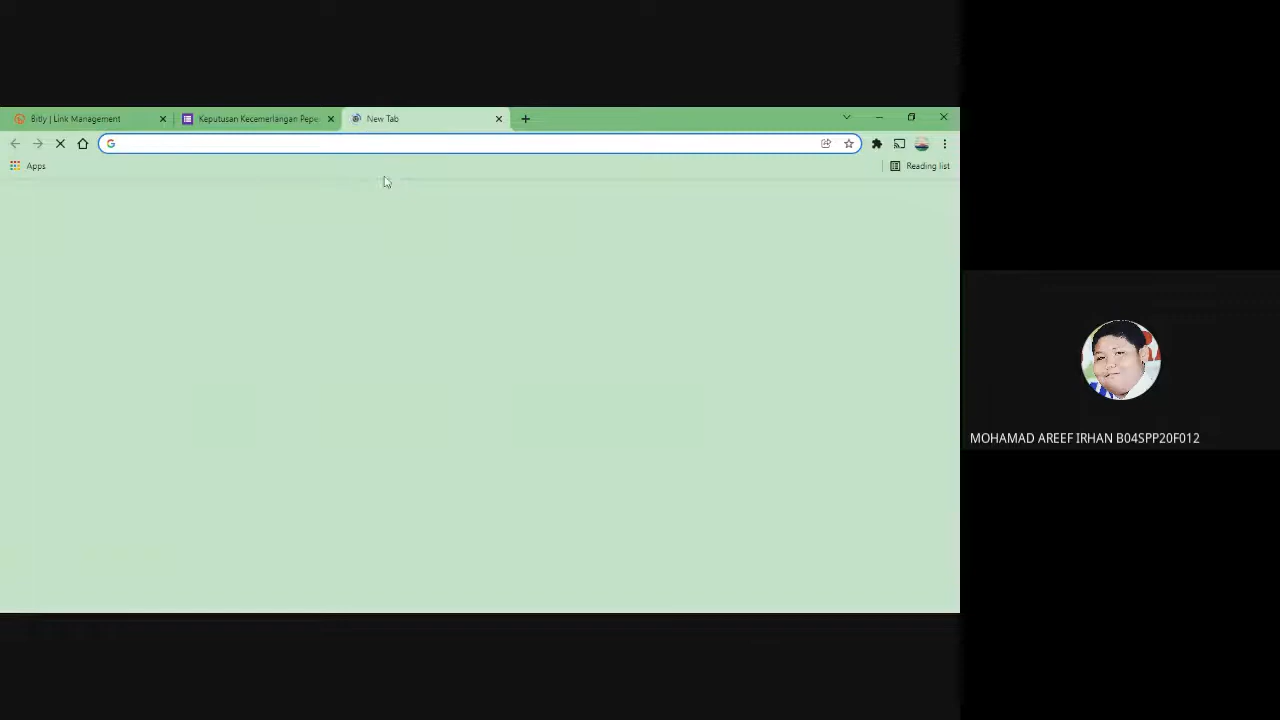 Bitly | Link Management
Keputusan Kecemerlangan Pepe
New Tab
Apps
Reading list
MOHAMAD AREEF IRHAN B04SPP20F012